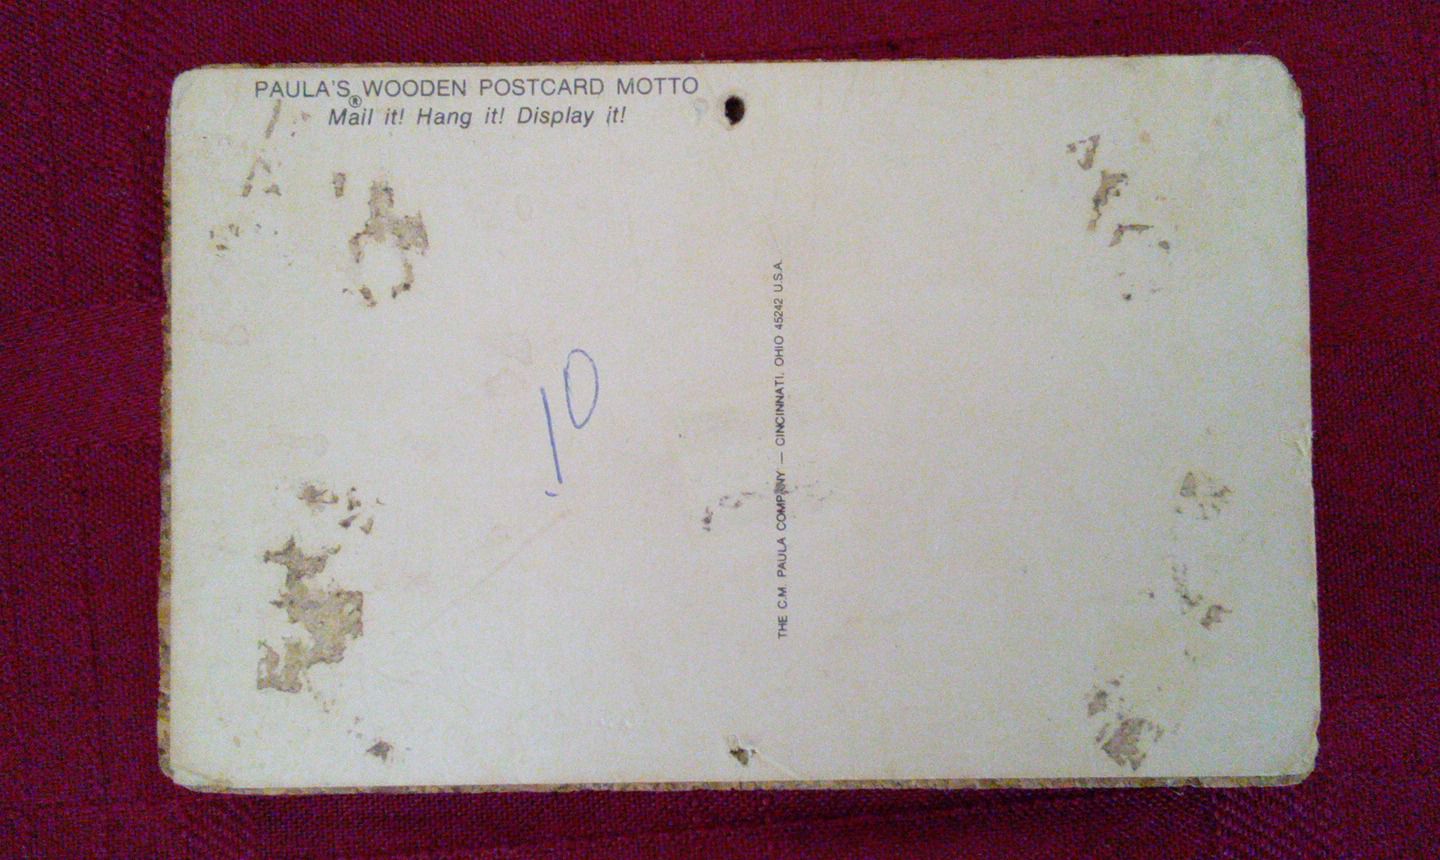 PAULA'S® WOODEN POSTCARD MOTTO
Mail it! Hang it! Display it!
.10
THE C.M. PAULA COMPANY — CINCINNATI, OHIO 45242 U.S.A.